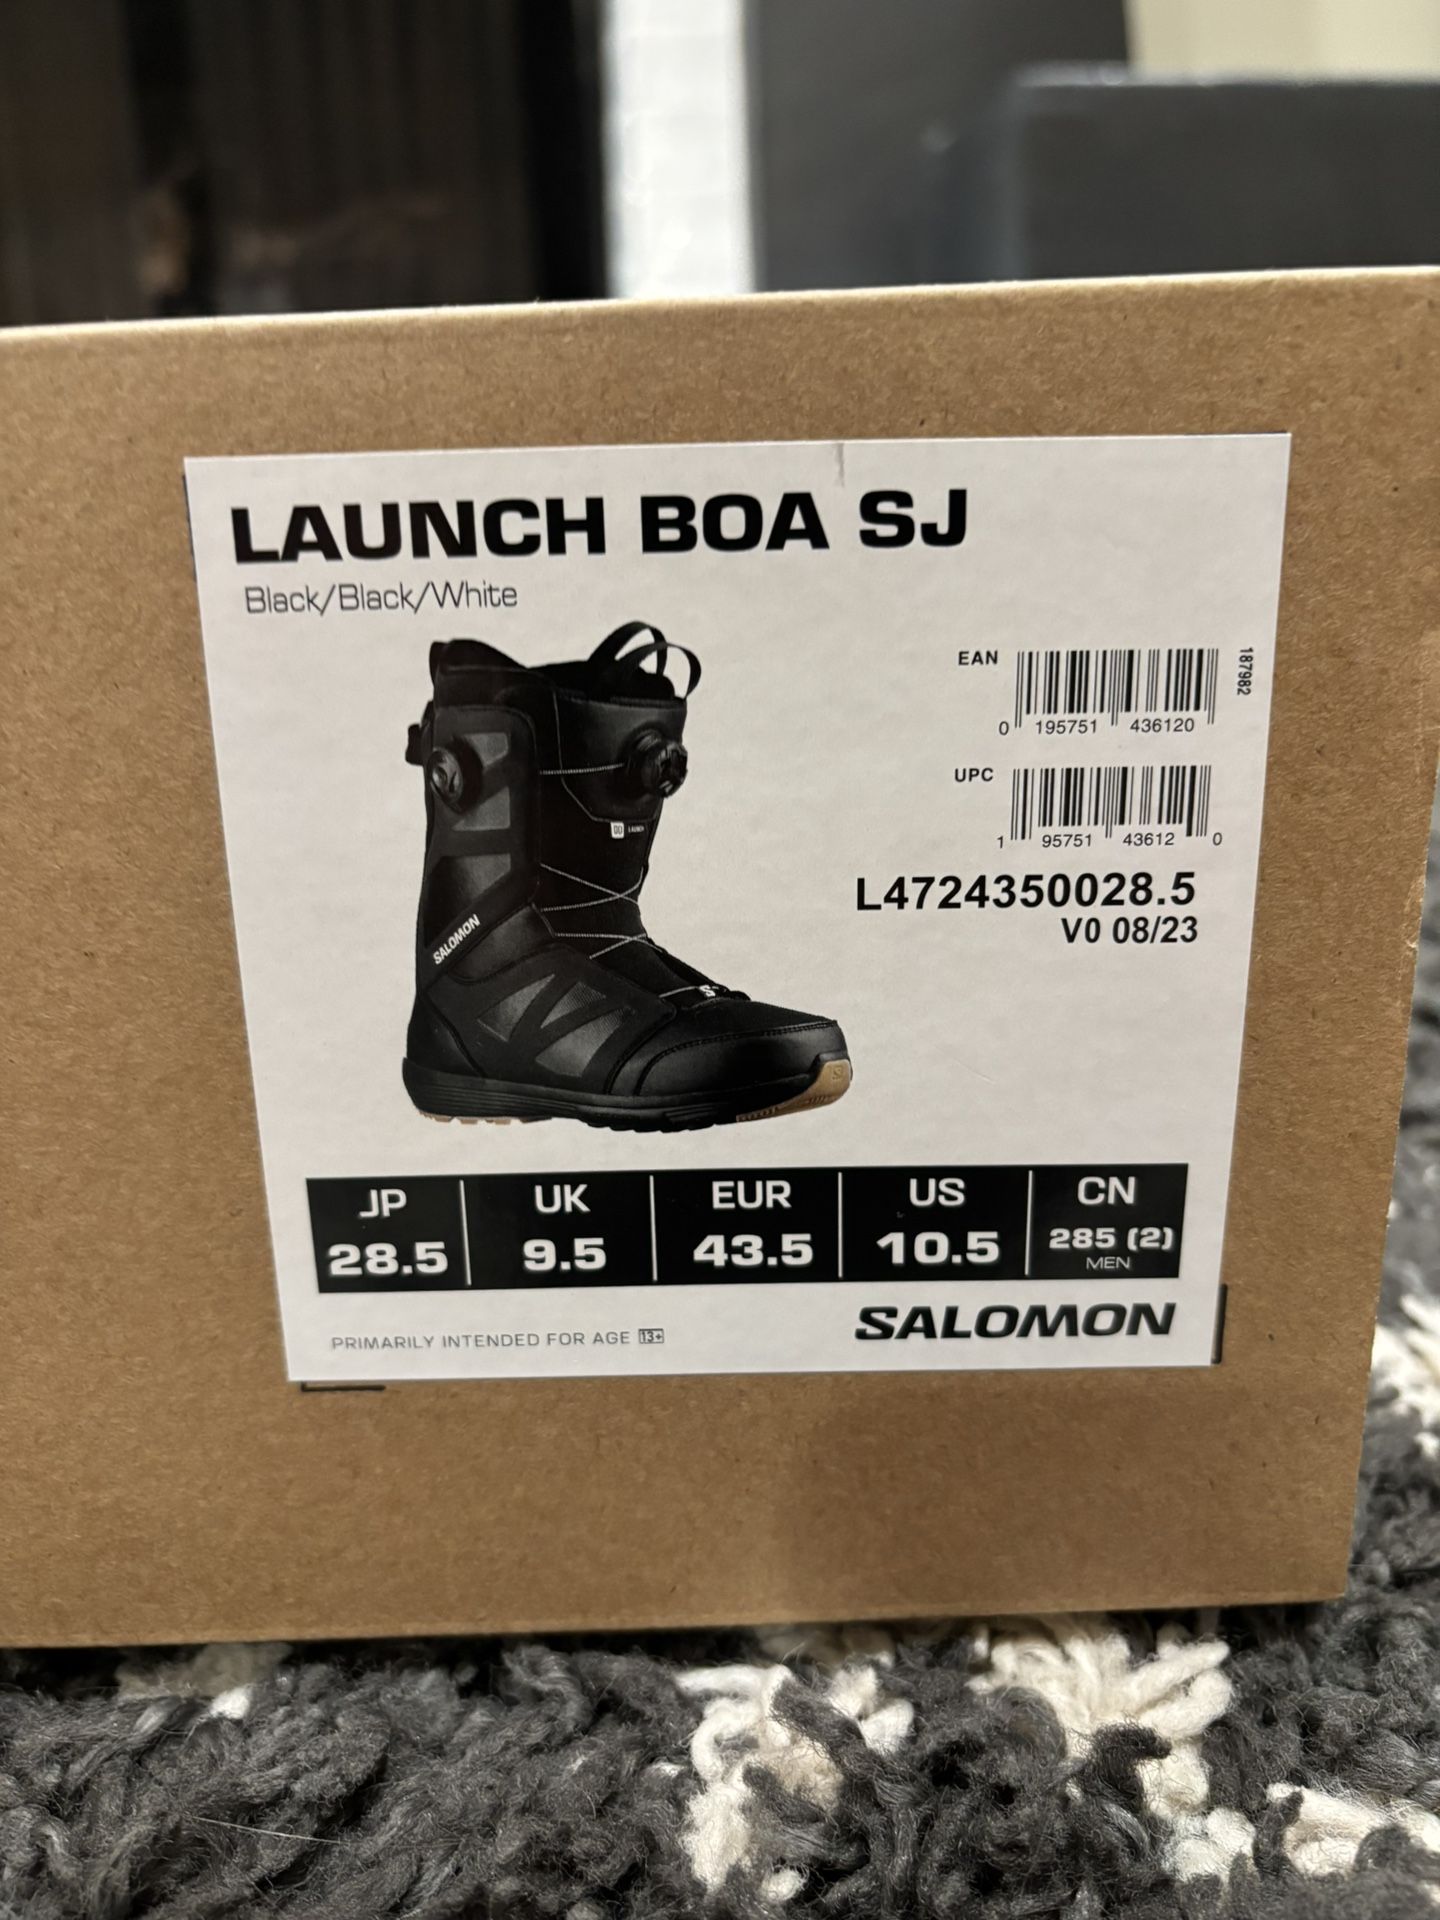 LAUNCH BOA SJ
Black/Black/White
EAN
0 195751 436120
187982
UPC
1 95751 43612 0
L4724350028.5
V0 08/23
LAUNCH
SALOMON
JP UK EUR US CN
28.5 9.5 43.5 10.5 285 (2)
MEN
PRIMARILY INTENDED FOR AGE 13+
SALOMON